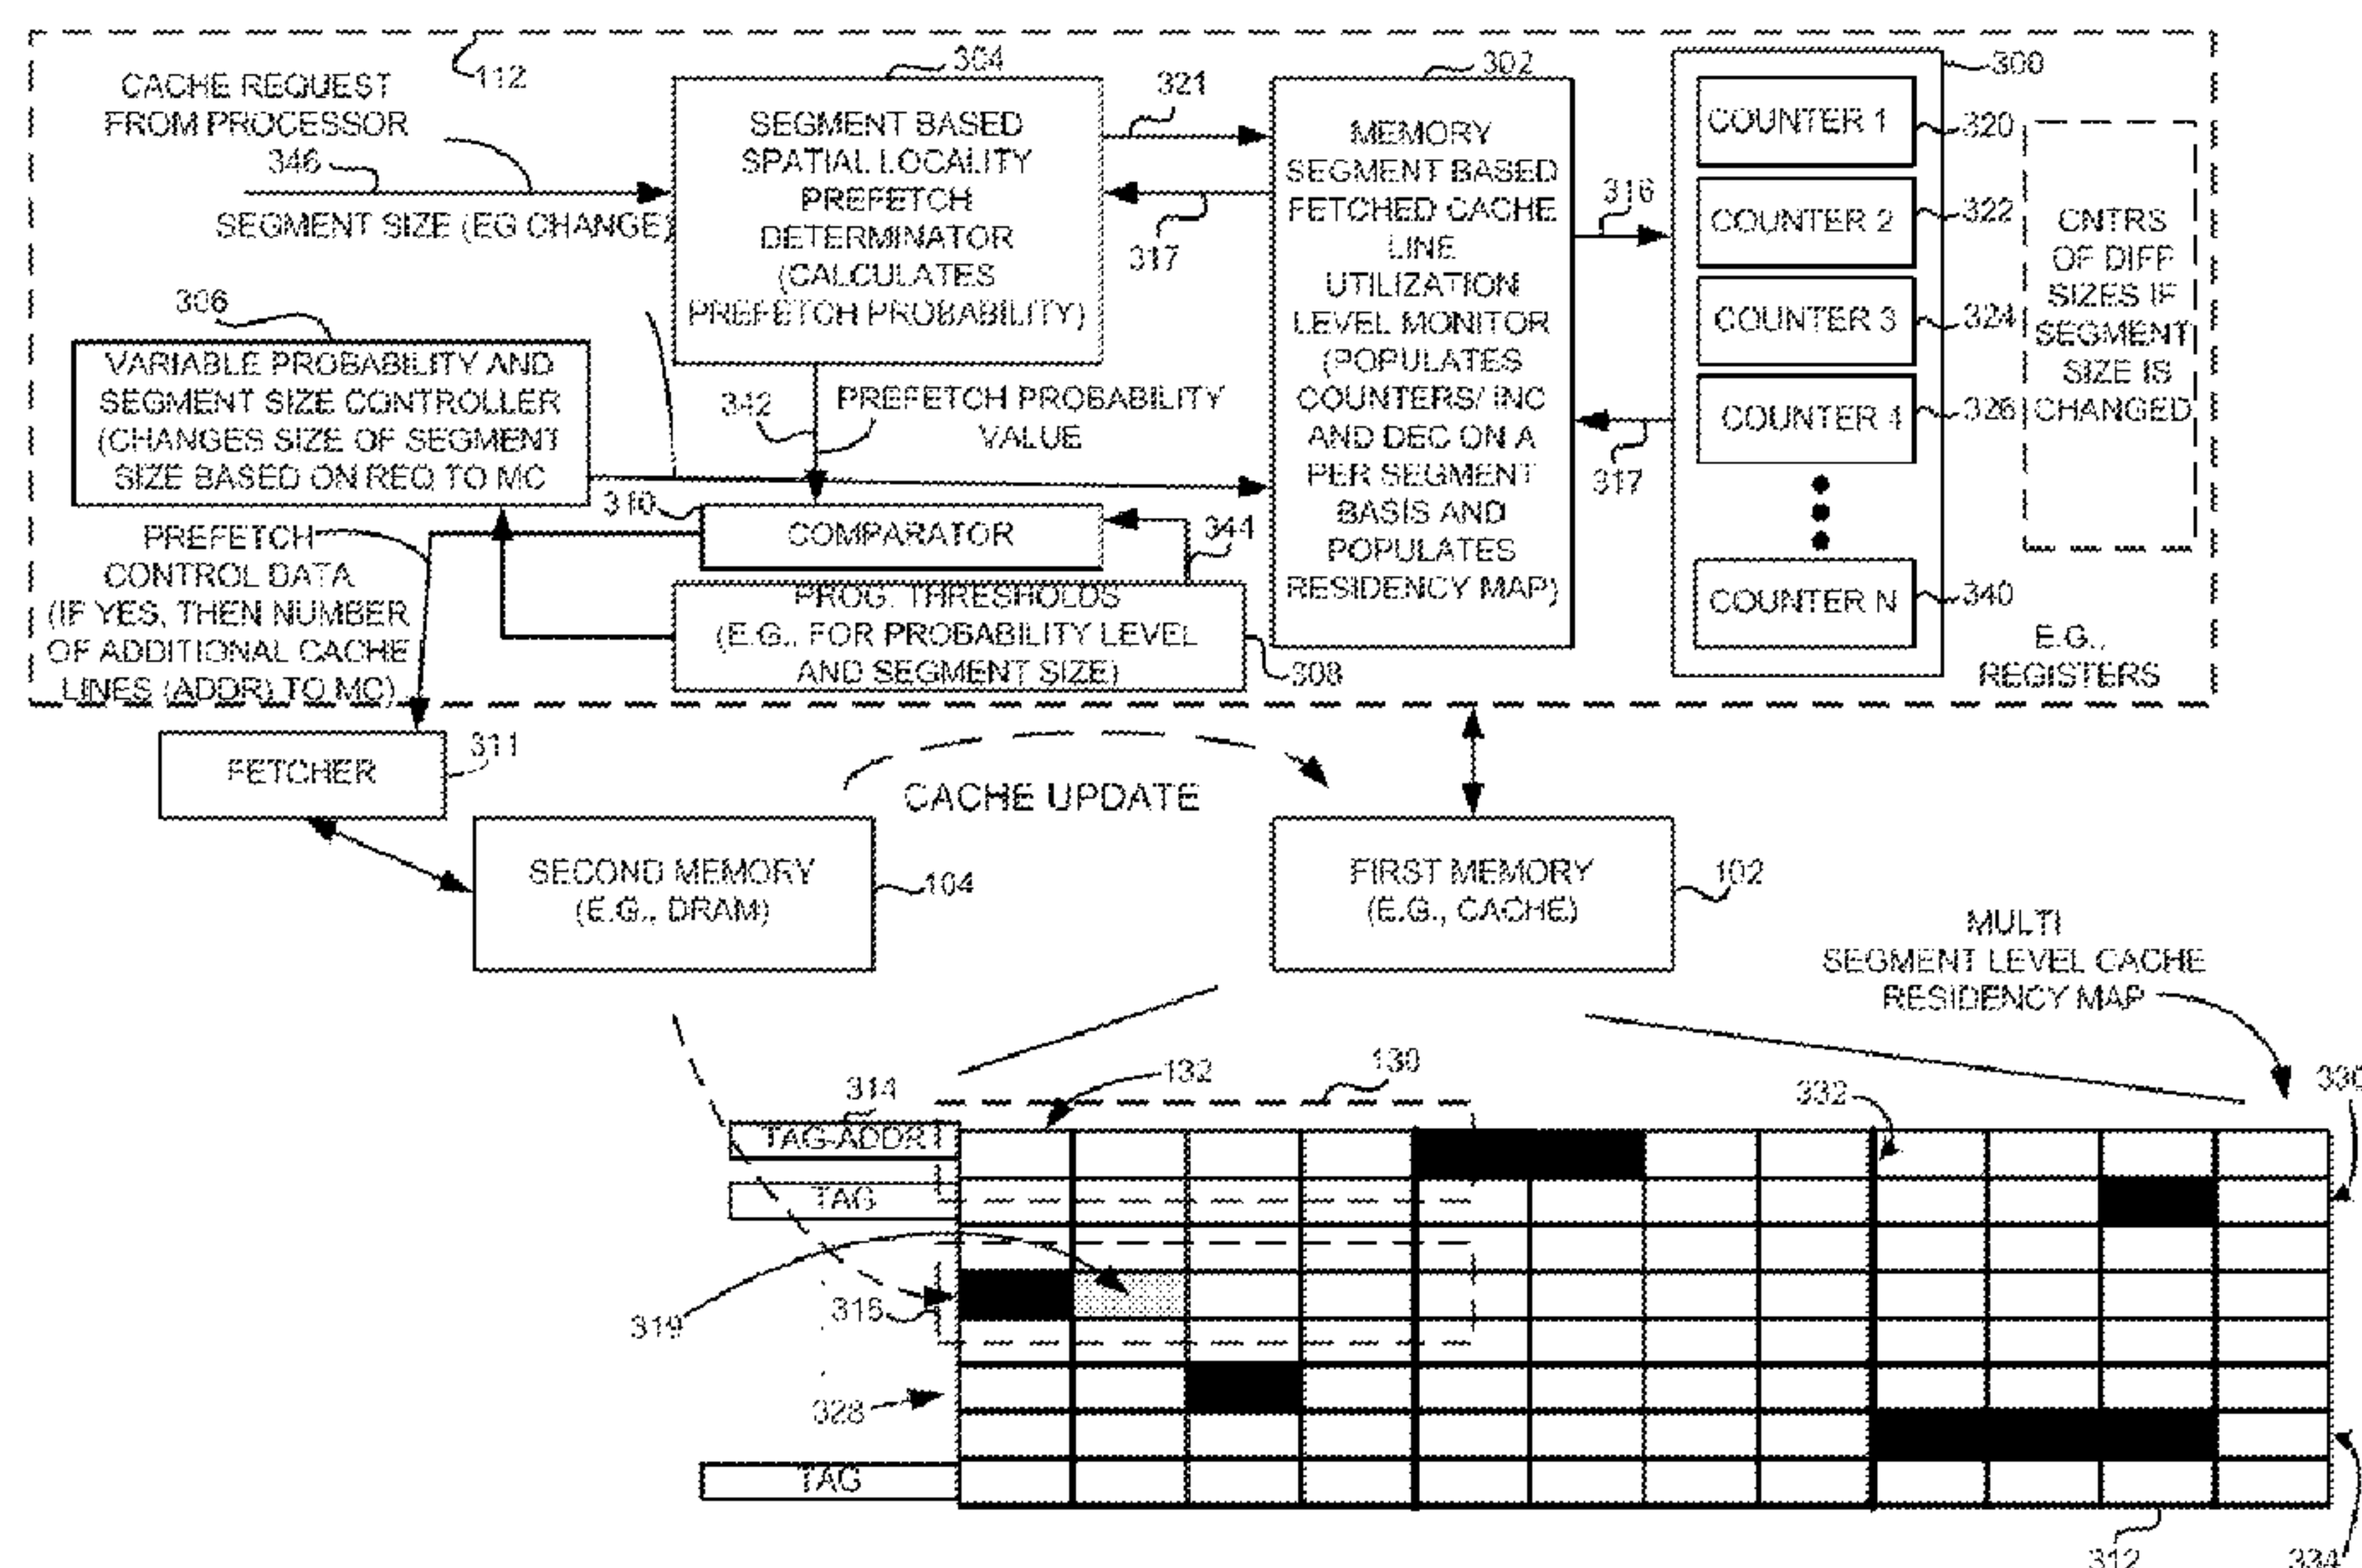 112
CACHE REQUEST
FROM PROCESSOR
346
SEGMENT SIZE (EG CHANGE)
304
SEGMENT BASED
SPATIAL LOCALITY
PREFETCH
DETERMINATOR
(CALCULATES
PREFETCH PROBABILITY)
321
317
302
MEMORY
SEGMENT BASED
FETCHED CACHE
LINE
UTILIZATION
LEVEL MONITOR
(POPULATES
COUNTERS/ INC
AND DEC ON A
PER SEGMENT
BASIS AND
POPULATES
RESIDENCY MAP)
316
317
300
COUNTER 1
320
COUNTER 2
322
COUNTER 3
324
COUNTER 4
326
COUNTER N
340
CNTRS
OF DIFF
SIZES IF
SEGMENT
SIZE IS
CHANGED
E.G.,
REGISTERS
306
VARIABLE PROBABILITY AND
SEGMENT SIZE CONTROLLER
(CHANGES SIZE OF SEGMENT
SIZE BASED ON REQ TO MC
342
PREFETCH PROBABILITY
VALUE
310
COMPARATOR
344
PROG. THRESHOLDS
(E.G., FOR PROBABILITY LEVEL
AND SEGMENT SIZE)
308
PREFETCH
CONTROL DATA
(IF YES, THEN NUMBER
OF ADDITIONAL CACHE
LINES (ADDR) TO MC)
FETCHER
311
CACHE UPDATE
SECOND MEMORY
(E.G., DRAM)
104
FIRST MEMORY
(E.G., CACHE)
102
MULTI
SEGMENT LEVEL CACHE
RESIDENCY MAP
314
132
130
332
330
TAG-ADDR
TAG
319
318
328
TAG
312
334